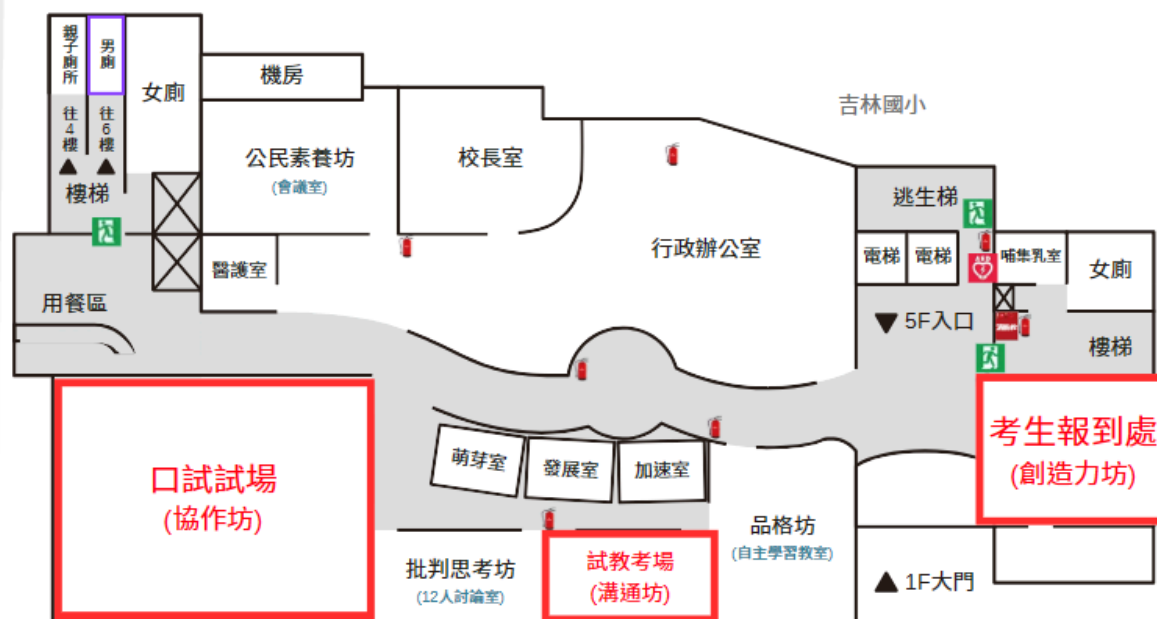 親子廁所
男廁
女廁
機房
吉林國小
往4樓
往6樓
公民素養坊
(會議室)
校長室
樓梯
逃生梯
行政辦公室
電梯
電梯
哺集乳室
女廁
醫護室
用餐區
5F入口
樓梯
口試試場
(協作坊)
萌芽室
發展室
加速室
考生報到處
(創造力坊)
品格坊
(自主學習教室)
批判思考坊
(12人討論室)
試教考場
(溝通坊)
1F大門